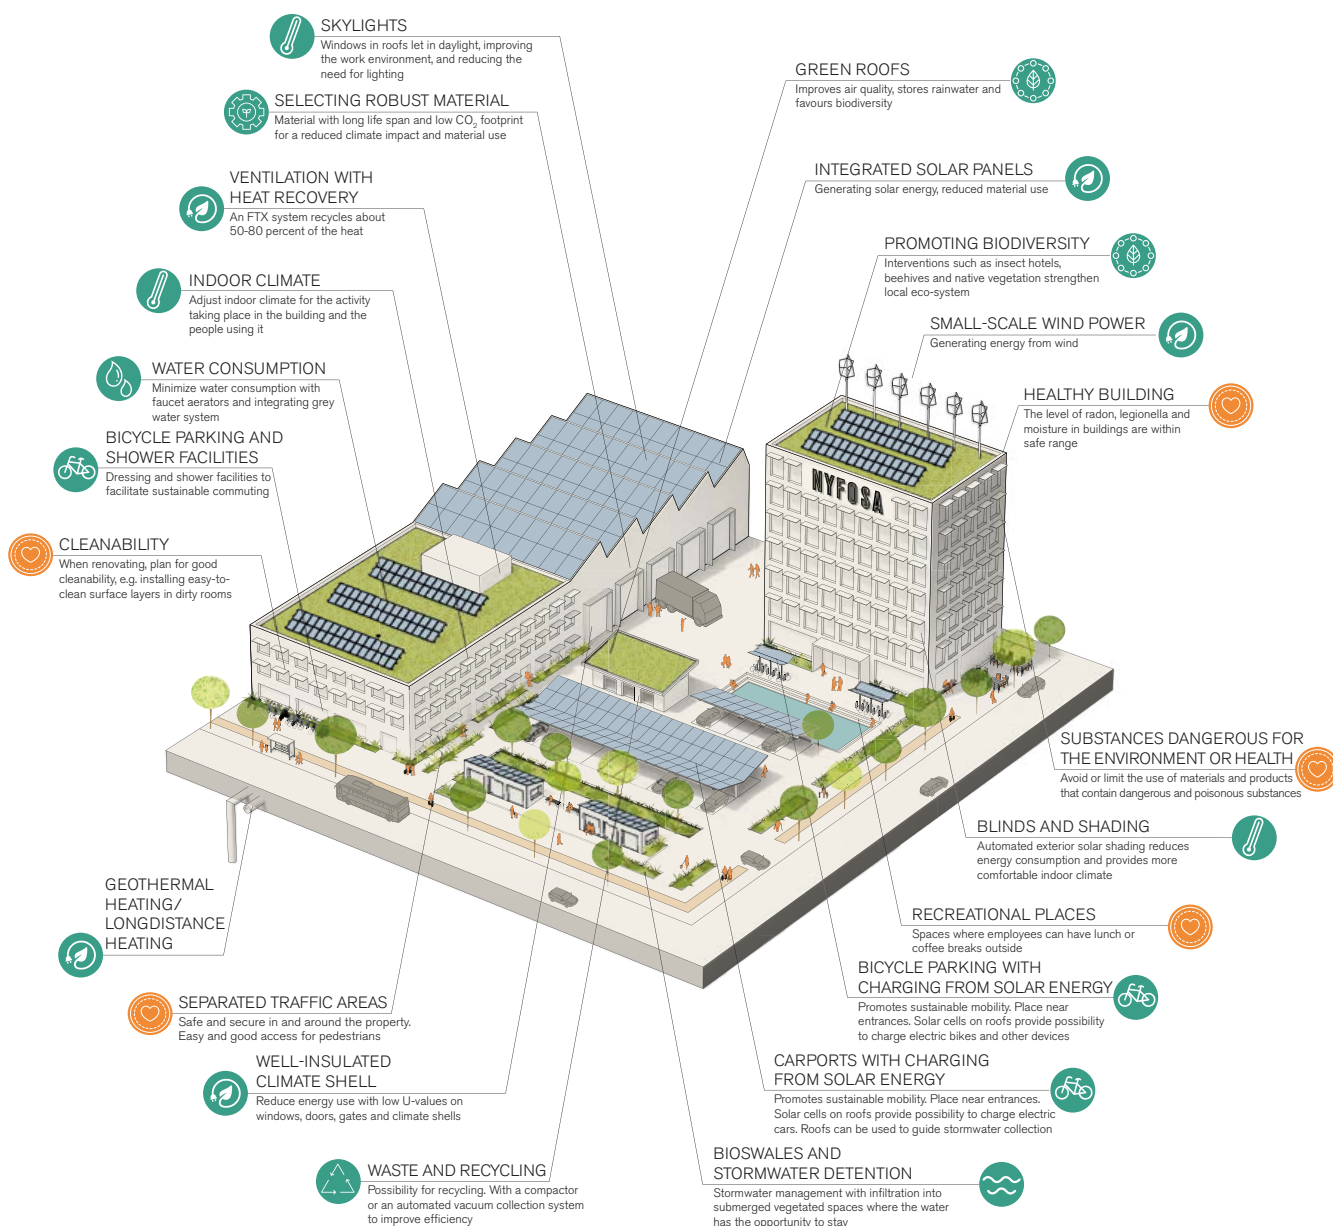 SKYLIGHTS
Windows in roofs let in daylight, improving
the work environment, and reducing the
need for lighting
SELECTING ROBUST MATERIAL
Material with long life span and low CO₂ footprint
for a reduced climate impact and material use
VENTILATION WITH
HEAT RECOVERY
An FTX system recycles about
50-80 percent of the heat
INDOOR CLIMATE
Adjust indoor climate for the activity
taking place in the building and the
people using it
WATER CONSUMPTION
Minimize water consumption with
faucet aerators and integrating grey
water system
BICYCLE PARKING AND
SHOWER FACILITIES
Dressing and shower facilities to
facilitate sustainable commuting
CLEANABILITY
When renovating, plan for good
cleanability, e.g. installing easy-to-
clean surface layers in dirty rooms
GREEN ROOFS
Improves air quality, stores rainwater and
favours biodiversity
INTEGRATED SOLAR PANELS
Generating solar energy, reduced material use
PROMOTING BIODIVERSITY
Interventions such as insect hotels,
beehives and native vegetation strengthen
local eco-system
SMALL-SCALE WIND POWER
Generating energy from wind
HEALTHY BUILDING
The level of radon, legionella and
moisture in buildings are within
safe range
NYFOSA
SUBSTANCES DANGEROUS FOR
THE ENVIRONMENT OR HEALTH
Avoid or limit the use of materials and products
that contain dangerous and poisonous substances
BLINDS AND SHADING
Automated exterior solar shading reduces
energy consumption and provides more
comfortable indoor climate
GEOTHERMAL
HEATING/
LONGDISTANCE
HEATING
SEPARATED TRAFFIC AREAS
Safe and secure in and around the property.
Easy and good access for pedestrians
WELL-INSULATED
CLIMATE SHELL
Reduce energy use with low U-values on
windows, doors, gates and climate shells
WASTE AND RECYCLING
Possibility for recycling. With a compactor
or an automated vacuum collection system
to improve efficiency
RECREATIONAL PLACES
Spaces where employees can have lunch or
coffee breaks outside
BICYCLE PARKING WITH
CHARGING FROM SOLAR ENERGY
Promotes sustainable mobility. Place near
entrances. Solar cells on roofs provide possibility
to charge electric bikes and other devices
CARPORTS WITH CHARGING
FROM SOLAR ENERGY
Promotes sustainable mobility. Place near entrances.
Solar cells on roofs provide possibility to charge electric
cars. Roofs can be used to guide stormwater collection
BIOSWALES AND
STORMWATER DETENTION
Stormwater management with infiltration into
submerged vegetated spaces where the water
has the opportunity to stay